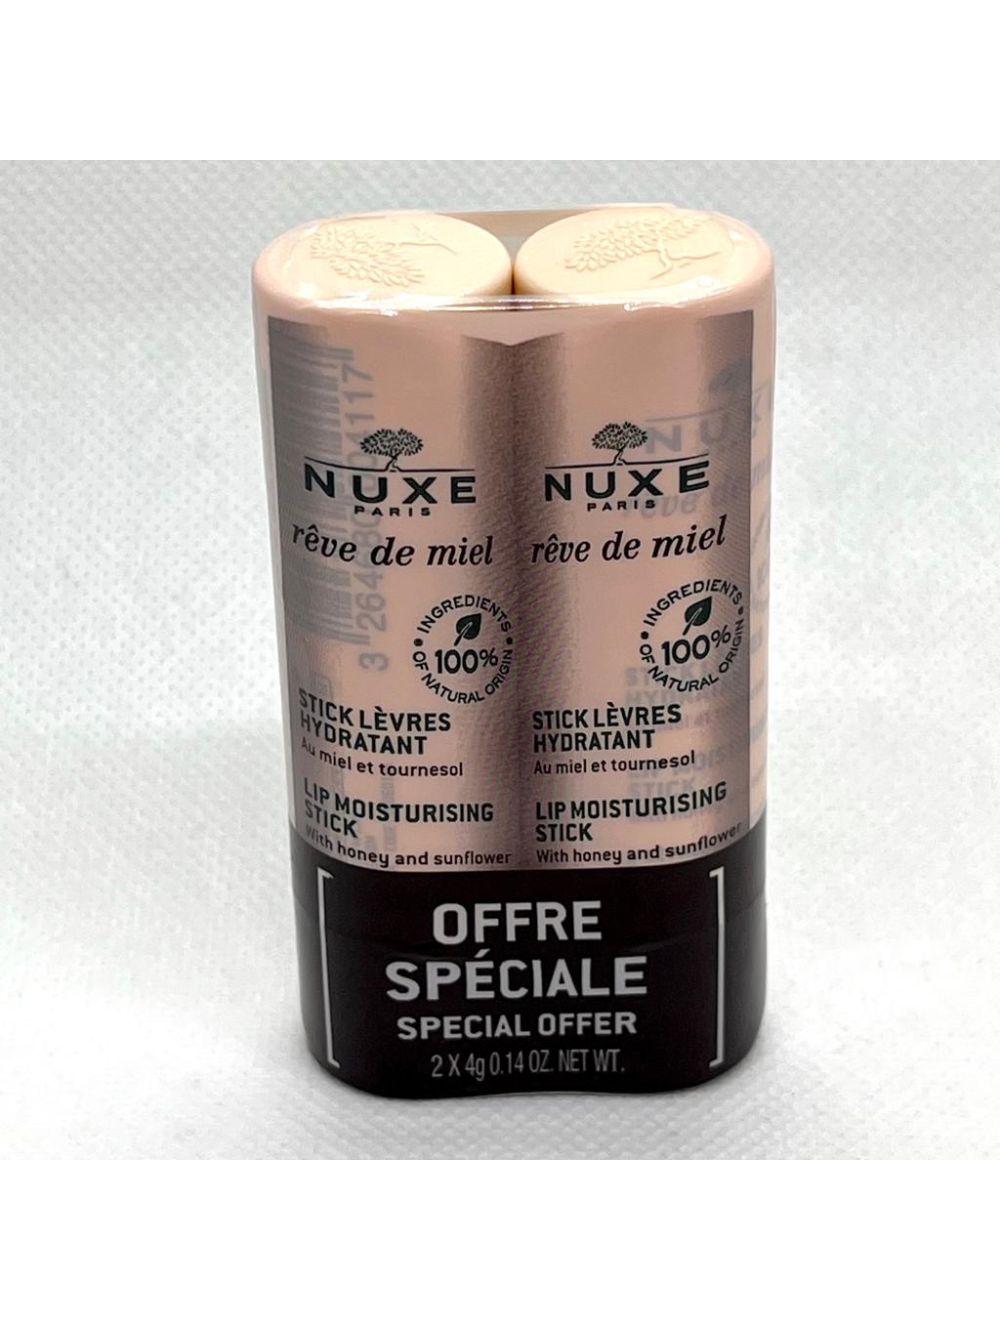 NUXE
PARIS
rêve de miel
INGREDIENTS
100%
OF NATURAL ORIGIN
STICK LÈVRES
HYDRATANT
Au miel et tournesol
LIP MOISTURISING
STICK
With honey and sunflower
NUXE
PARIS
rêve de miel
INGREDIENTS
100%
OF NATURAL ORIGIN
STICK LÈVRES
HYDRATANT
Au miel et tournesol
LIP MOISTURISING
STICK
With honey and sunflower
OFFRE
SPÉCIALE
SPECIAL OFFER
2 X 4g 0.14 OZ. NET WT.